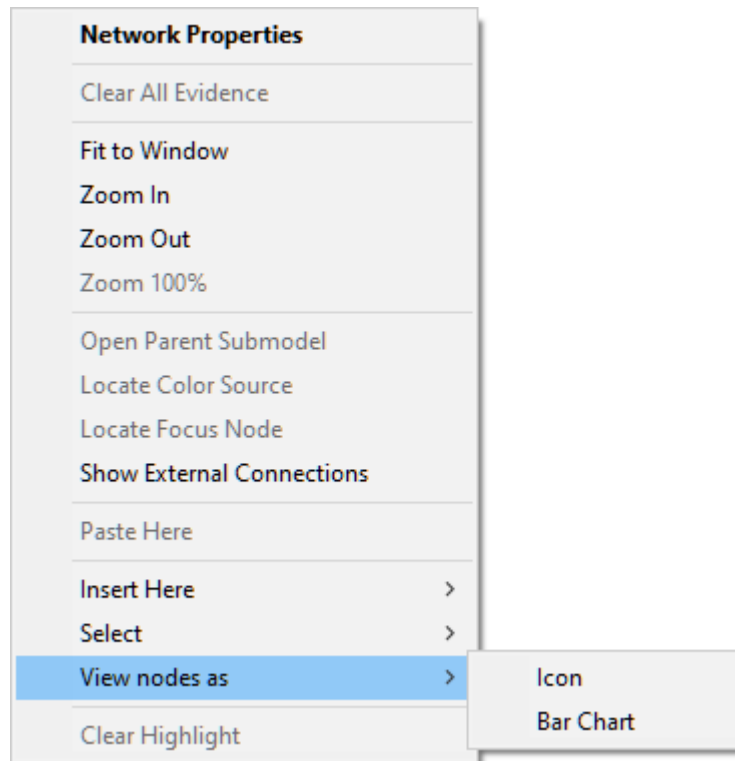 Network Properties
Clear All Evidence
Fit to Window
Zoom In
Zoom Out
Zoom 100%
Open Parent Submodel
Locate Color Source
Locate Focus Node
Show External Connections
Paste Here
Insert Here
Select
View nodes as
Icon
Bar Chart
Clear Highlight